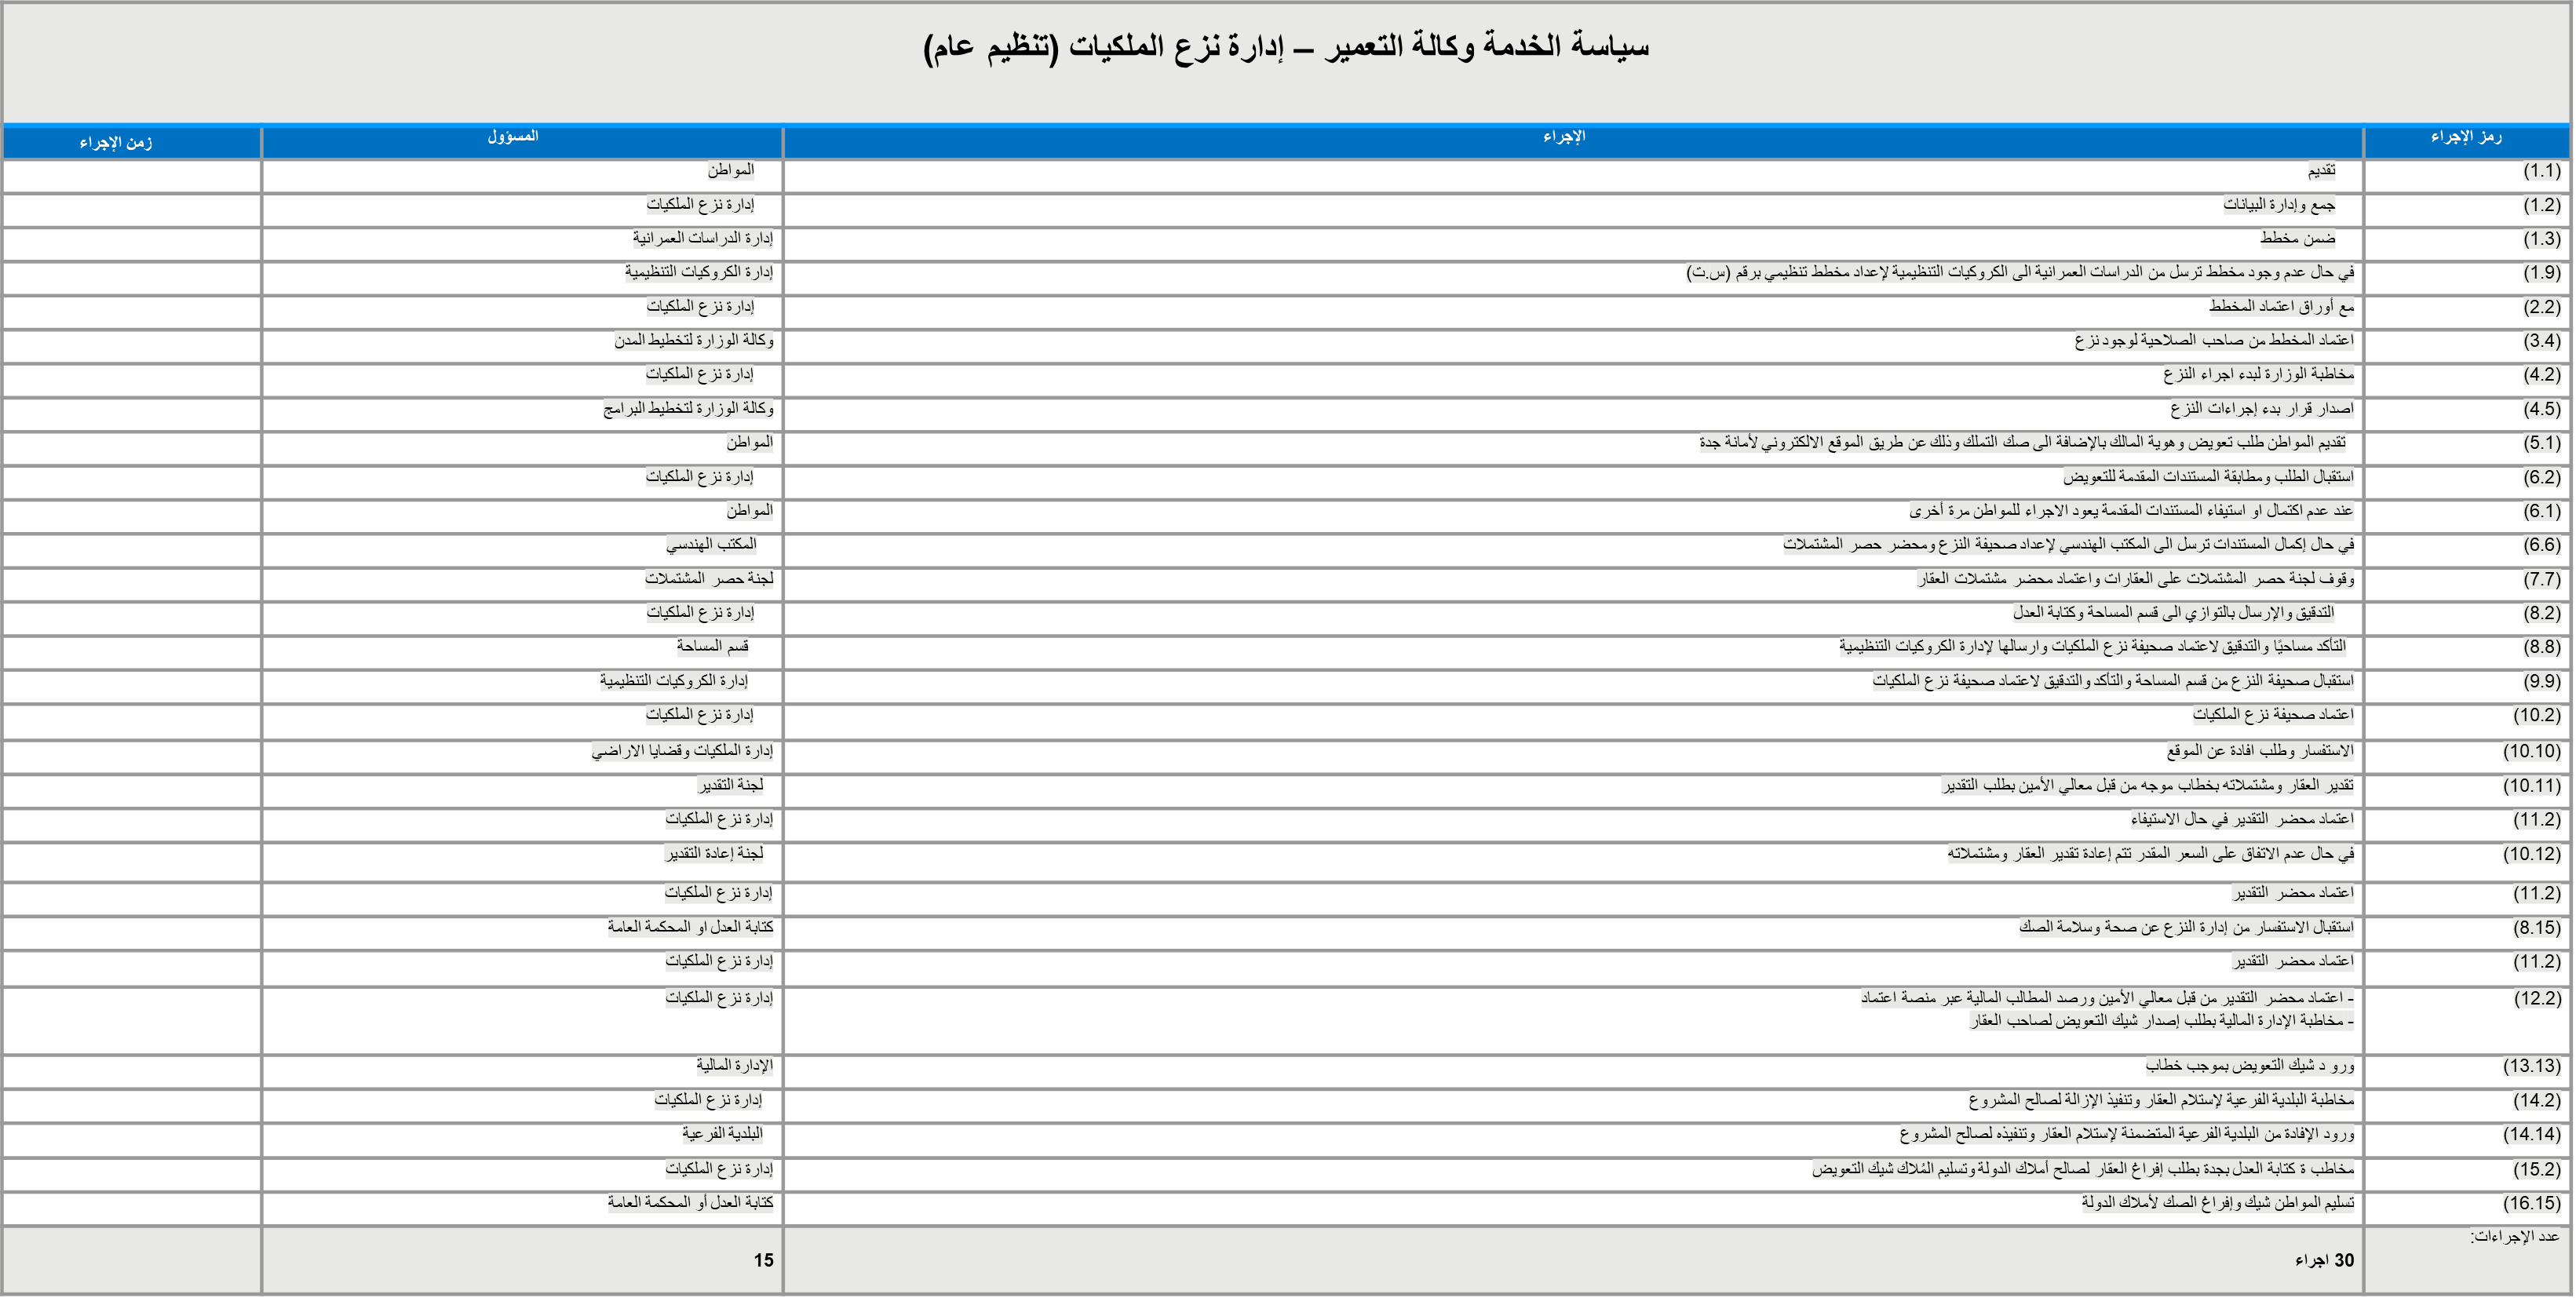 سياسة الخدمة وكالة التعمير – إدارة نزع الملكيات (تنظيم عام)
رمز الإجراء الإجراء المسؤول زمن الإجراء
(1.1) تقديم المواطن
(1.2) جمع وإدارة البيانات إدارة نزع الملكيات
(1.3) ضمن مخطط إدارة الدراسات العمرانية
(1.9) في حال عدم وجود مخطط ترسل من الدراسات العمرانية الى الكروكيات التنظيمية لإعداد مخطط تنظيمي برقم (س.ت) إدارة الكروكيات التنظيمية
(2.2) مع أوراق اعتماد المخطط إدارة نزع الملكيات
(3.4) اعتماد المخطط من صاحب الصلاحية لوجود نزع وكالة الوزارة لتخطيط المدن
(4.2) مخاطبة الوزارة لبدء اجراء النزع إدارة نزع الملكيات
(4.5) اصدار قرار بدء إجراءات النزع وكالة الوزارة لتخطيط البرامج
(5.1) تقديم المواطن طلب تعويض وهوية المالك بالإضافة الى صك التملك وذلك عن طريق الموقع الالكتروني لأمانة جدة المواطن
(6.2) استقبال الطلب ومطابقة المستندات المقدمة للتعويض إدارة نزع الملكيات
(6.1) عند عدم اكتمال او استيفاء المستندات المقدمة يعود الاجراء للمواطن مرة أخرى المواطن
(6.6) في حال إكمال المستندات ترسل الى المكتب الهندسي لإعداد صحيفة النزع ومحضر حصر المشتملات المكتب الهندسي
(7.7) وقوف لجنة حصر المشتملات على العقارات واعتماد محضر مشتملات العقار لجنة حصر المشتملات
(8.2) التدقيق والإرسال بالتوازي الى قسم المساحة وكتابة العدل إدارة نزع الملكيات
(8.8) التأكد مساحيًا والتدقيق لاعتماد صحيفة نزع الملكيات وارسالها لإدارة الكروكيات التنظيمية قسم المساحة
(9.9) استقبال صحيفة النزع من قسم المساحة والتأكد والتدقيق لاعتماد صحيفة نزع الملكيات إدارة الكروكيات التنظيمية
(10.2) اعتماد صحيفة نزع الملكيات إدارة نزع الملكيات
(10.10) الاستفسار وطلب افادة عن الموقع إدارة الملكيات وقضايا الاراضي
(10.11) تقدير العقار ومشتملاته بخطاب موجه من قبل معالي الأمين بطلب التقدير لجنة التقدير
(11.2) اعتماد محضر التقدير في حال الاستيفاء إدارة نزع الملكيات
(10.12) في حال عدم الاتفاق على السعر المقدر تتم إعادة تقدير العقار ومشتملاته لجنة إعادة التقدير
(11.2) اعتماد محضر التقدير إدارة نزع الملكيات
(8.15) استقبال الاستفسار من إدارة النزع عن صحة وسلامة الصك كتابة العدل او المحكمة العامة
(11.2) اعتماد محضر التقدير إدارة نزع الملكيات
(12.2) - اعتماد محضر التقدير من قبل معالي الأمين ورصد المطالب المالية عبر منصة اعتماد إدارة نزع الملكيات
- مخاطبة الإدارة المالية بطلب إصدار شيك التعويض لصاحب العقار
(13.13) ورو د شيك التعويض بموجب خطاب الإدارة المالية
(14.2) مخاطبة البلدية الفرعية لإستلام العقار وتنفيذ الإزالة لصالح المشروع إدارة نزع الملكيات
(14.14) ورود الإفادة من البلدية الفرعية المتضمنة لإستلام العقار وتنفيذه لصالح المشروع البلدية الفرعية
(15.2) مخاطب ة كتابة العدل بجدة بطلب إفراغ العقار لصالح أملاك الدولة وتسليم المُلاك شيك التعويض إدارة نزع الملكيات
(16.15) تسليم المواطن شيك وإفراغ الصك لأملاك الدولة كتابة العدل أو المحكمة العامة
عدد الإجراءات:
30 اجراء 15